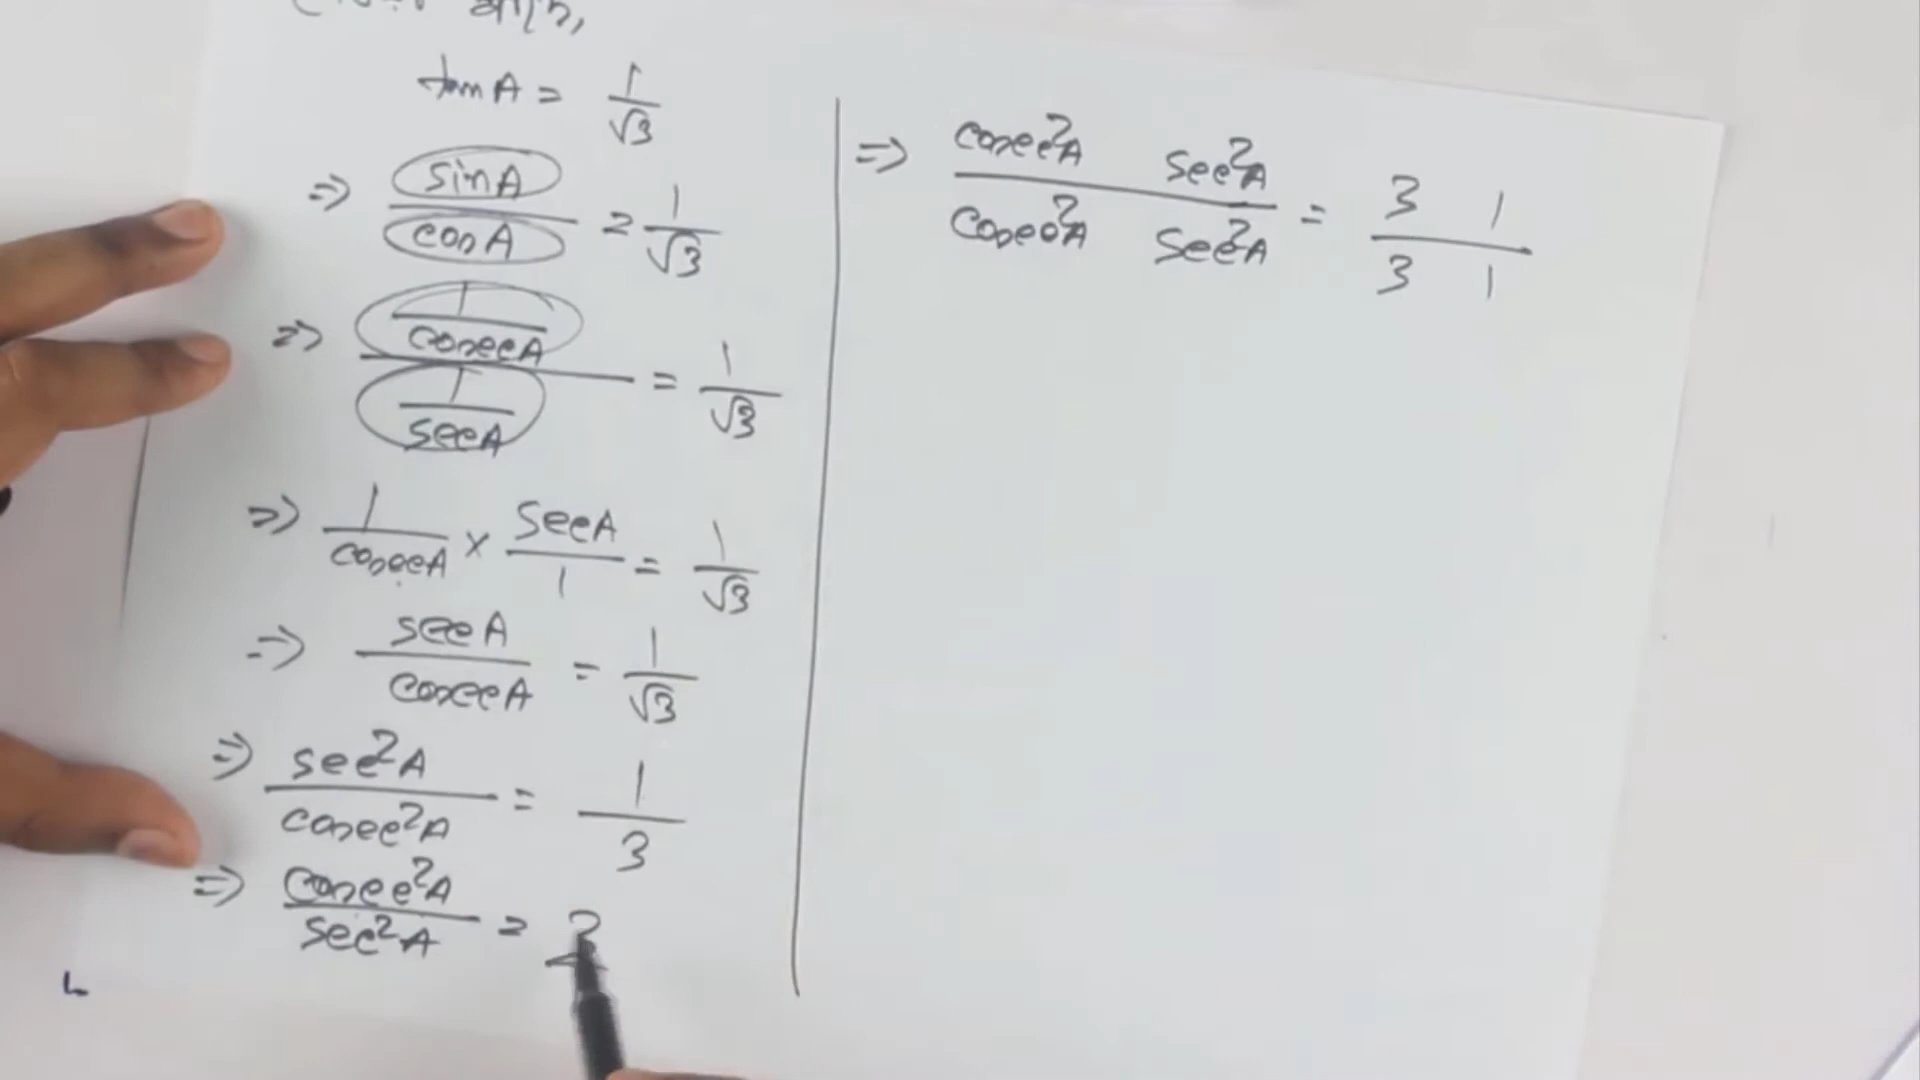 tanA = 1/√3
⇒ sinA/cosA = 1/√3
⇒ (1/cosecA)/(1/secA) = 1/√3
⇒ 1/cosecA × secA/1 = 1/√3
⇒ secA/cosecA = 1/√3
⇒ sec²A/cosec²A = 1/3
⇒ cosec²A/sec²A = 3
⇒ cosec²A sec²A / cosec²A sec²A = 3 1 / 3 1